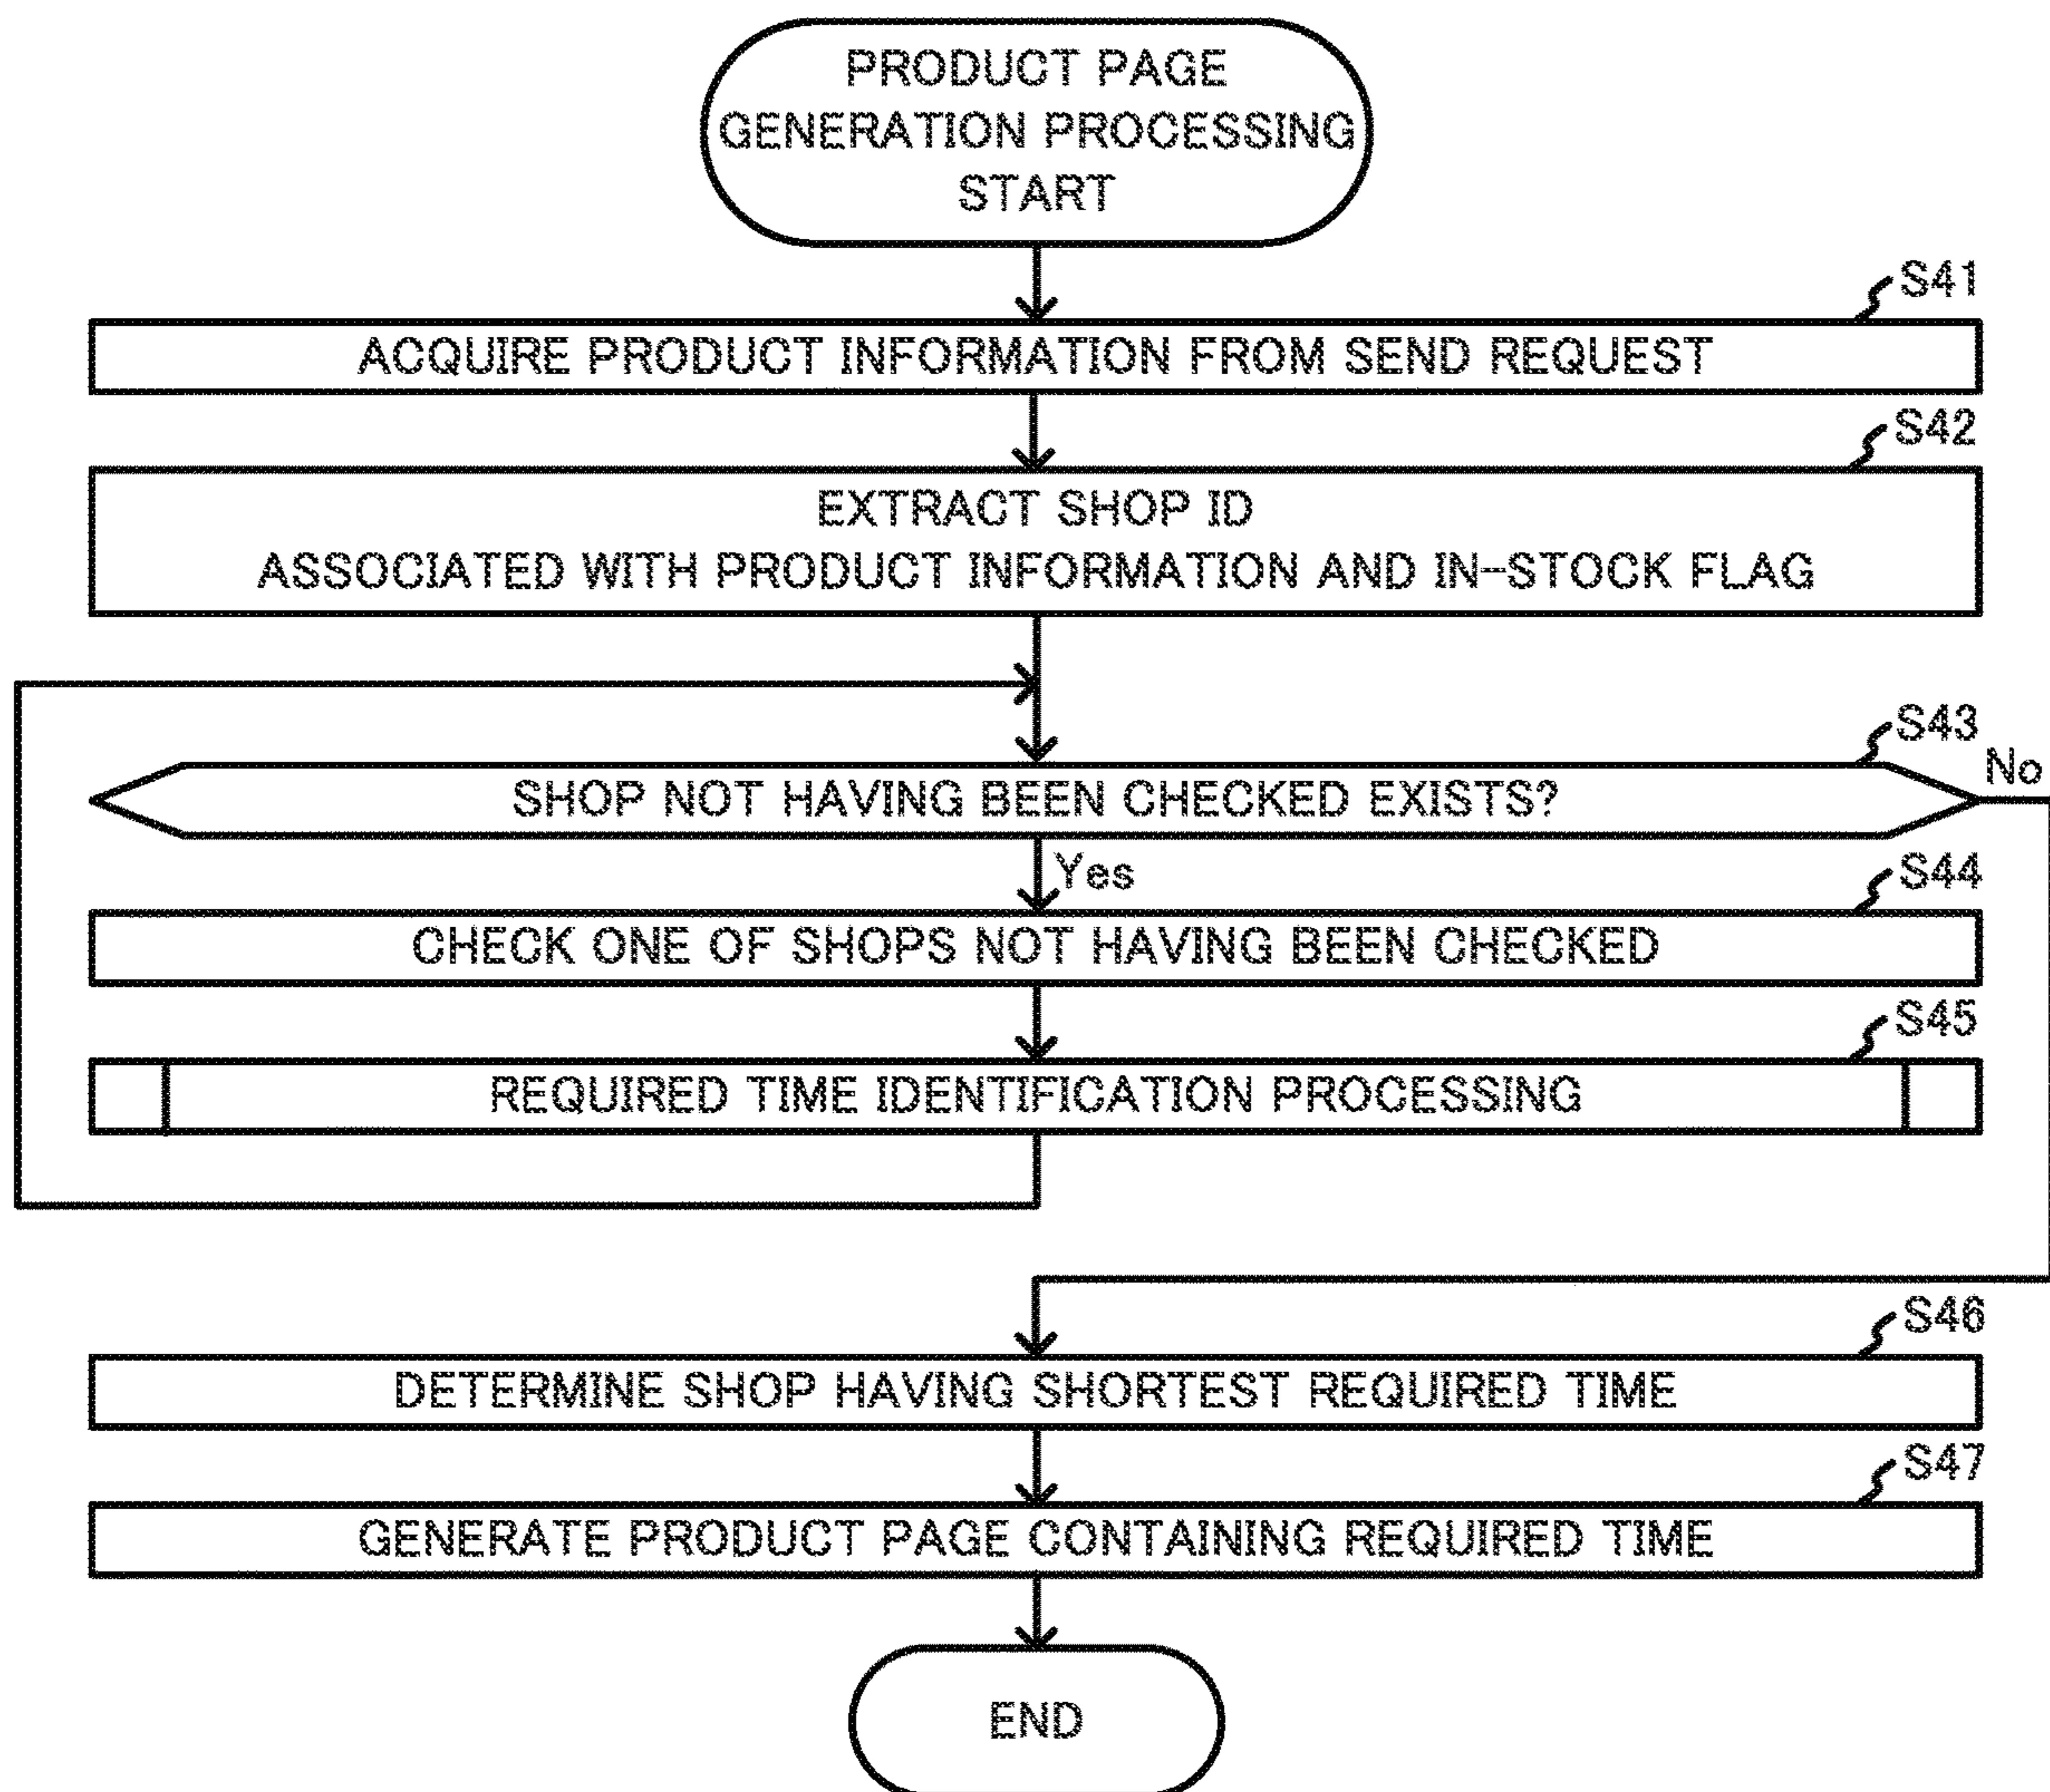 PRODUCT PAGE
GENERATION PROCESSING
START
S41
ACQUIRE PRODUCT INFORMATION FROM SEND REQUEST
S42
EXTRACT SHOP ID
ASSOCIATED WITH PRODUCT INFORMATION AND IN-STOCK FLAG
S43
SHOP NOT HAVING BEEN CHECKED EXISTS?
No
Yes
S44
CHECK ONE OF SHOPS NOT HAVING BEEN CHECKED
S45
REQUIRED TIME IDENTIFICATION PROCESSING
S46
DETERMINE SHOP HAVING SHORTEST REQUIRED TIME
S47
GENERATE PRODUCT PAGE CONTAINING REQUIRED TIME
END